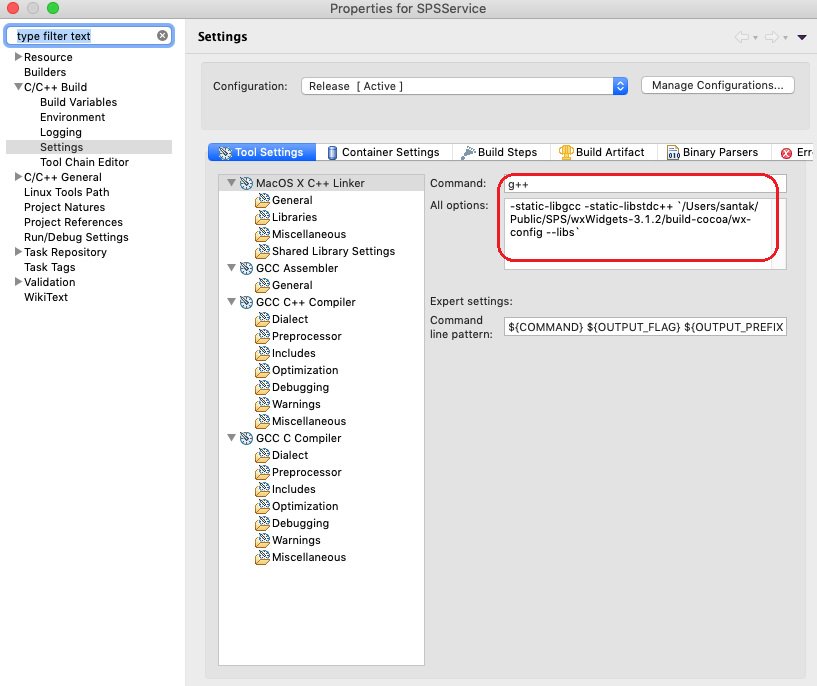 Properties for SPSService
type filter text
Resource
Builders
C/C++ Build
Build Variables
Environment
Logging
Settings
Tool Chain Editor
C/C++ General
Linux Tools Path
Project Natures
Project References
Run/Debug Settings
Task Repository
Task Tags
Validation
WikiText
Settings
Configuration: Release [ Active ] Manage Configurations...
Tool Settings Container Settings Build Steps Build Artifact Binary Parsers Err
MacOS X C++ Linker
General
Libraries
Miscellaneous
Shared Library Settings
GCC Assembler
General
GCC C++ Compiler
Dialect
Preprocessor
Includes
Optimization
Debugging
Warnings
Miscellaneous
GCC C Compiler
Dialect
Preprocessor
Includes
Optimization
Debugging
Warnings
Miscellaneous
Command: g++
All options: -static-libgcc -static-libstdc++ `/Users/santak/
Public/SPS/wxWidgets-3.1.2/build-cocoa/wx-
config --libs`
Expert settings:
Command
line pattern: ${COMMAND} ${OUTPUT_FLAG} ${OUTPUT_PREFIX